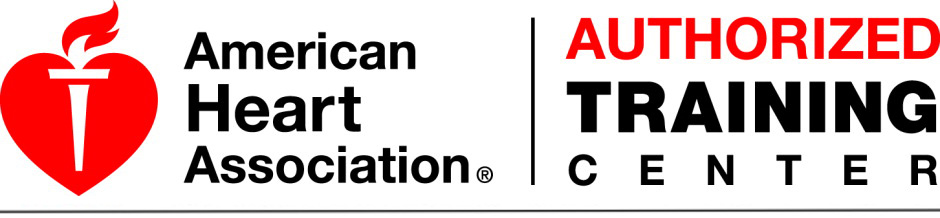 American
Heart
Association®
AUTHORIZED
TRAINING
CENTER